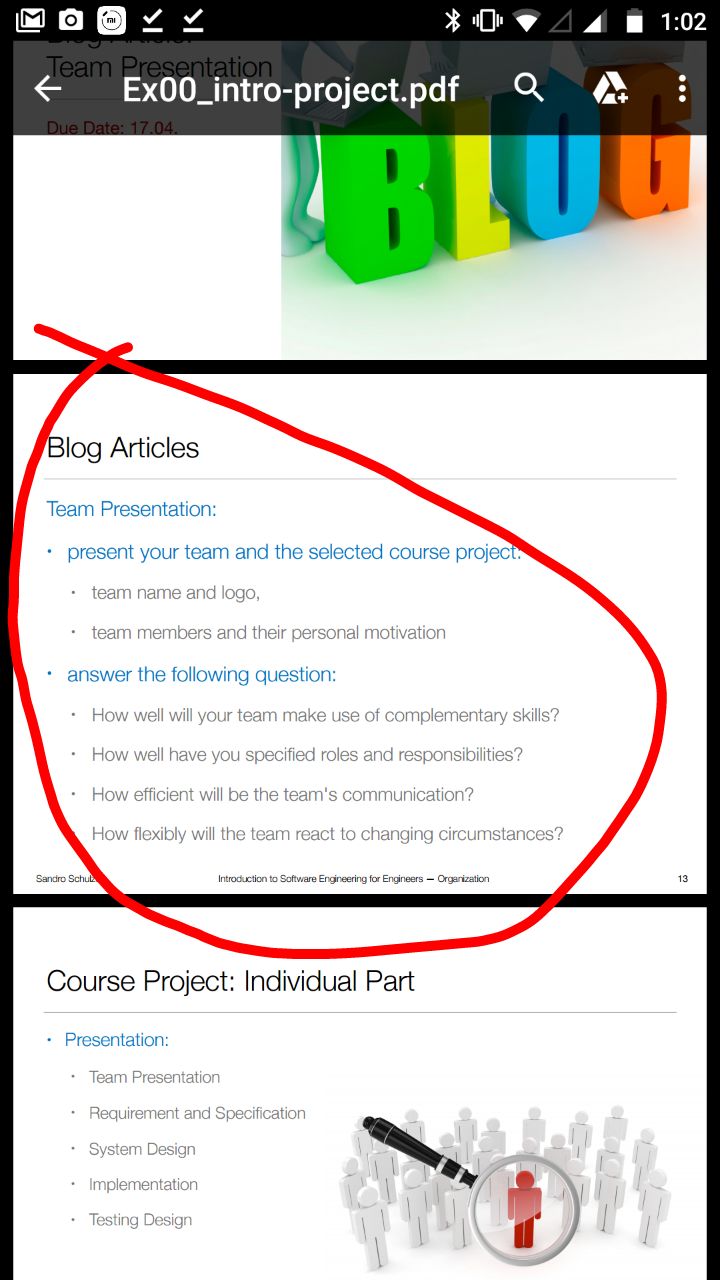 1:02
Blog Article:
Team Presentation
Ex00_intro-project.pdf
Due Date: 17.04.
BLOG
Blog Articles
Team Presentation:
• present your team and the selected course project:
• team name and logo,
• team members and their personal motivation
• answer the following question:
• How well will your team make use of complementary skills?
• How well have you specified roles and responsibilities?
• How efficient will be the team's communication?
• How flexibly will the team react to changing circumstances?
Sandro Schulz
Introduction to Software Engineering for Engineers — Organization
13
Course Project: Individual Part
• Presentation:
• Team Presentation
• Requirement and Specification
• System Design
• Implementation
• Testing Design